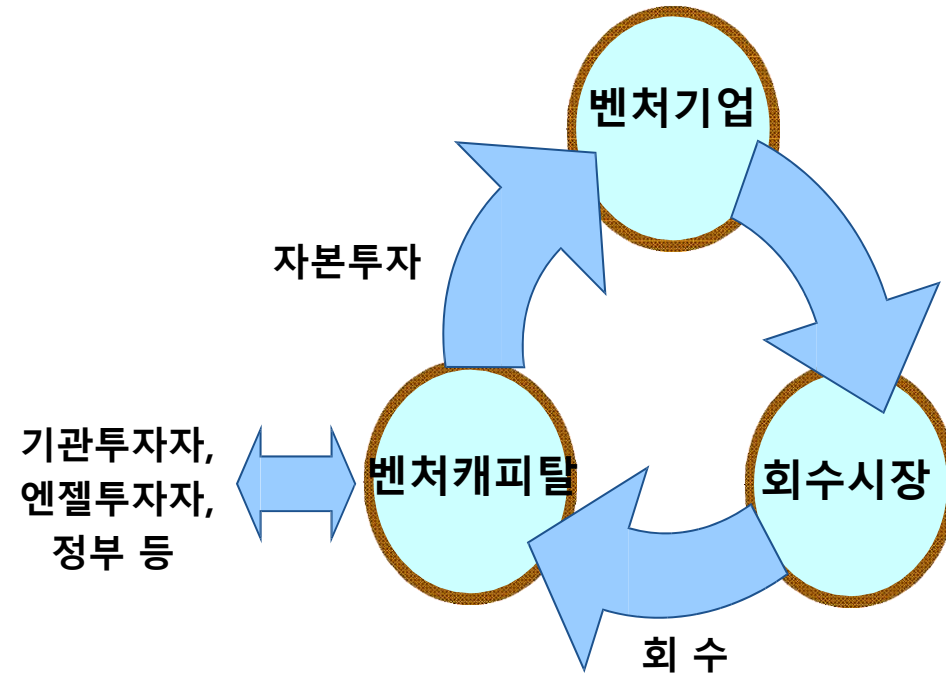 벤처기업
자본투자
기관투자자,
엔젤투자자,
정부 등
벤처캐피탈
회수시장
회 수